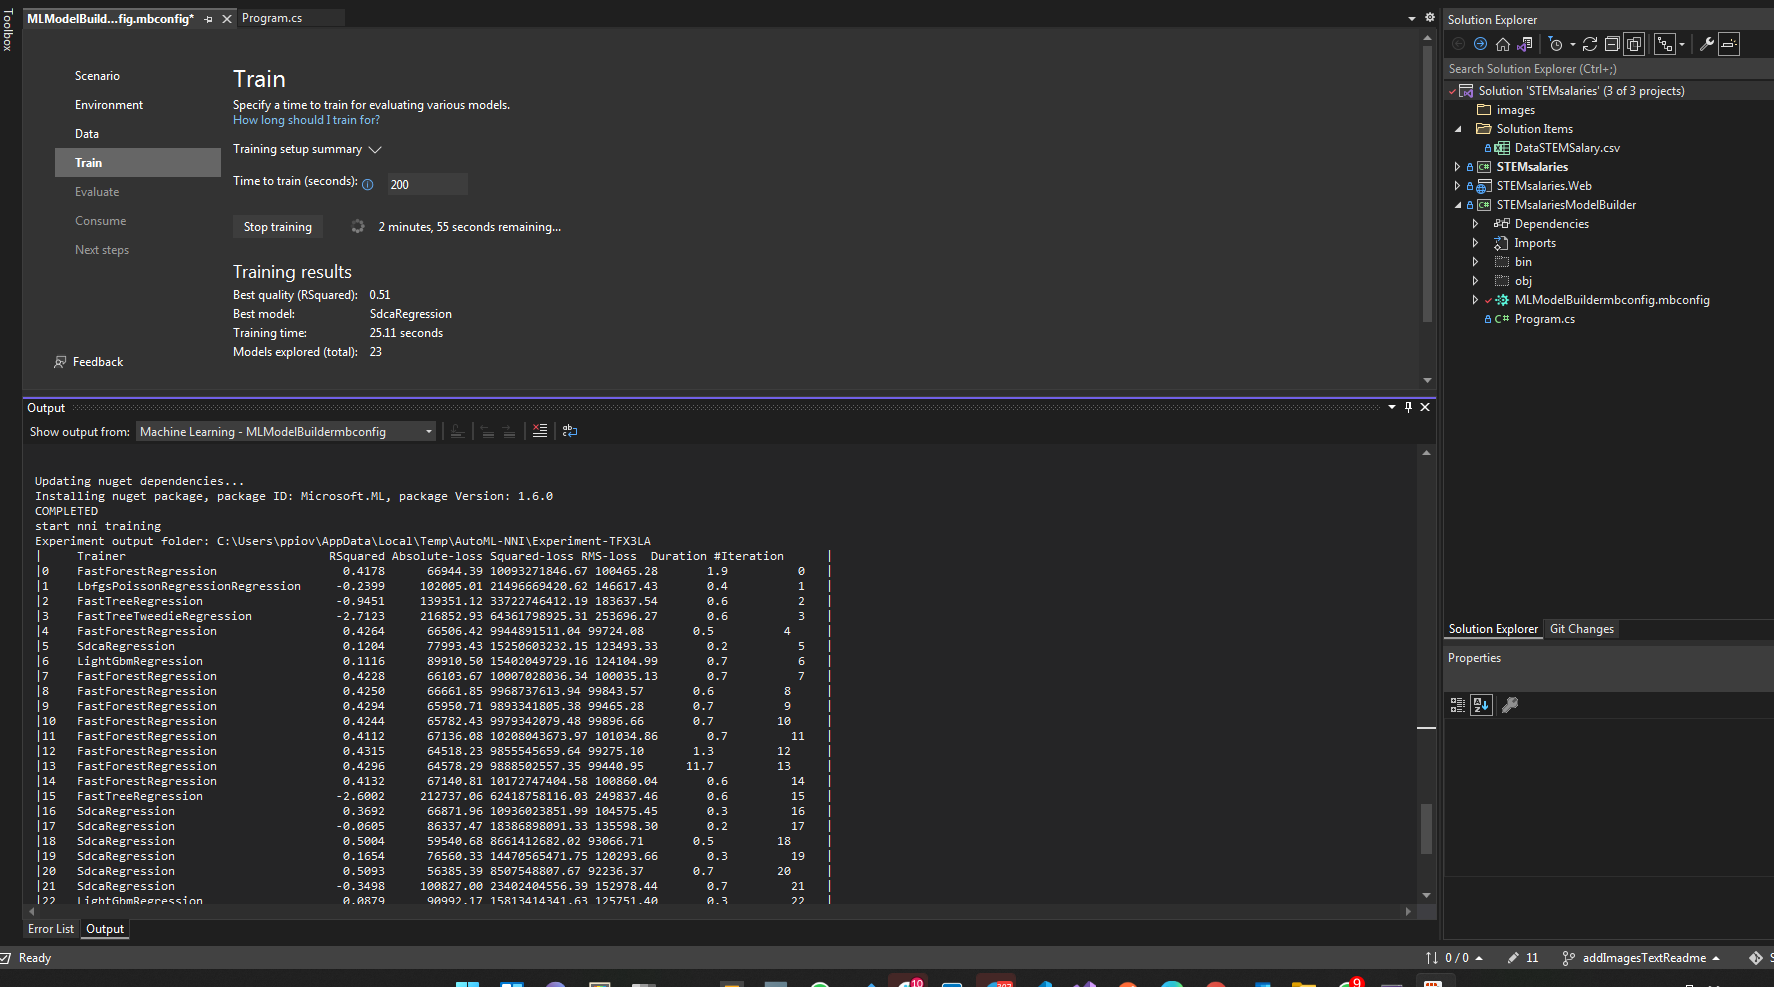 Toolbox
MLModelBuild...fig.mbconfig*
Program.cs
Scenario
Environment
Data
Train
Evaluate
Consume
Next steps
Feedback
Train
Specify a time to train for evaluating various models.
How long should I train for?
Training setup summary
Time to train (seconds): 200
Stop training 2 minutes, 55 seconds remaining...
Training results
Best quality (RSquared): 0.51
Best model: SdcaRegression
Training time: 25.11 seconds
Models explored (total): 23
Output
Show output from: Machine Learning - MLModelBuildermbconfig
Updating nuget dependencies...
Installing nuget package, package ID: Microsoft.ML, package Version: 1.6.0
COMPLETED
start nni training
Experiment output folder: C:\Users\ppiov\AppData\Local\Temp\AutoML-NNI\Experiment-TFX3LA
| Trainer RSquared Absolute-loss Squared-loss RMS-loss Duration #Iteration |
|0 FastForestRegression 0.4178 66944.39 10093271846.67 100465.28 1.9 0 |
|1 LbfgsPoissonRegressionRegression -0.2399 102005.01 21496669420.62 146617.43 0.4 1 |
|2 FastTreeRegression -0.9451 139351.12 33722746412.19 183637.54 0.6 2 |
|3 FastTreeTweedieRegression -2.7123 216852.93 64361798925.31 253696.27 0.6 3 |
|4 FastForestRegression 0.4264 66506.42 9944891511.04 99724.08 0.5 4 |
|5 SdcaRegression 0.1204 77993.43 15250603232.15 123493.33 0.2 5 |
|6 LightGbmRegression 0.1116 89910.50 15402049729.16 124104.99 0.7 6 |
|7 FastForestRegression 0.4228 66103.67 10007028036.34 100035.13 0.7 7 |
|8 FastForestRegression 0.4250 66661.85 9968737613.94 99843.57 0.6 8 |
|9 FastForestRegression 0.4294 65950.71 9893341805.38 99465.28 0.7 9 |
|10 FastForestRegression 0.4244 65782.43 9979342079.48 99896.66 0.7 10 |
|11 FastForestRegression 0.4112 67136.08 10208043673.97 101034.86 0.7 11 |
|12 FastForestRegression 0.4315 64518.23 9855545659.64 99275.10 1.3 12 |
|13 FastForestRegression 0.4296 64578.29 9888502557.35 99440.95 11.7 13 |
|14 FastForestRegression 0.4132 67140.81 10172747404.58 100860.04 0.6 14 |
|15 FastTreeRegression -2.6002 212737.06 62418758116.03 249837.46 0.6 15 |
|16 SdcaRegression 0.3692 66871.96 10936023851.99 104575.45 0.3 16 |
|17 SdcaRegression -0.0605 86337.47 18386898091.33 135598.30 0.2 17 |
|18 SdcaRegression 0.5004 59540.68 8661412682.02 93066.71 0.5 18 |
|19 SdcaRegression 0.1654 76560.33 14470565471.75 120293.66 0.3 19 |
|20 SdcaRegression 0.5093 56385.39 8507548807.67 92236.37 0.7 20 |
|21 SdcaRegression -0.3498 100827.00 23402404556.39 152978.44 0.7 21 |
|22 LightGbmRegression 0.0879 90992.17 15813414341.63 125751.40 0.3 22 |
Error List Output
Ready
Solution Explorer
Search Solution Explorer (Ctrl+;)
Solution 'STEMsalaries' (3 of 3 projects)
images
Solution Items
DataSTEMSalary.csv
STEMsalaries
STEMsalaries.Web
STEMsalariesModelBuilder
Dependencies
Imports
bin
obj
MLModelBuildermbconfig.mbconfig
C# Program.cs
Solution Explorer Git Changes
Properties
0 / 0 11 addImagesTextReadme
10
9